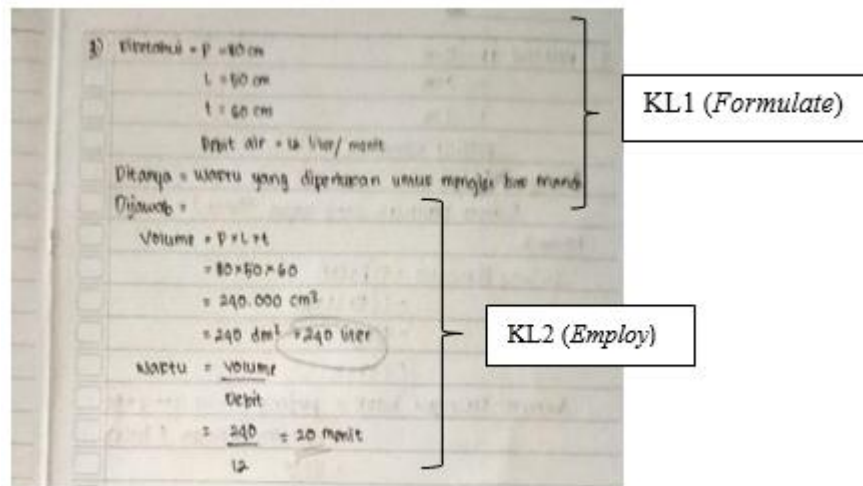 3) Diketahui = P = 80 cm
L = 50 cm
t = 60 cm
Debit air = 12 liter/ menit
Ditanya = Waktu yang diperlukan untuk mengisi bak mandi
Dijawab =
Volume = P × L × t
= 80 × 50 × 60
= 240.000 cm³
= 240 dm³ = 240 liter
Waktu = Volume
Debit
= 240 = 20 menit
12
KL1 (Formulate)
KL2 (Employ)